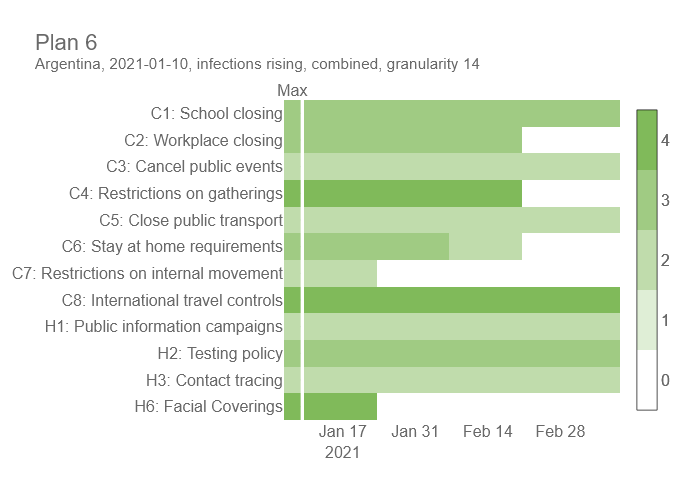 Plan 6
Argentina, 2021-01-10, infections rising, combined, granularity 14
Max
C1: School closing
C2: Workplace closing
C3: Cancel public events
C4: Restrictions on gatherings
C5: Close public transport
C6: Stay at home requirements
C7: Restrictions on internal movement
C8: International travel controls
H1: Public information campaigns
H2: Testing policy
H3: Contact tracing
H6: Facial Coverings
Jan 17 Jan 31 Feb 14 Feb 28
2021
4
3
2
1
0